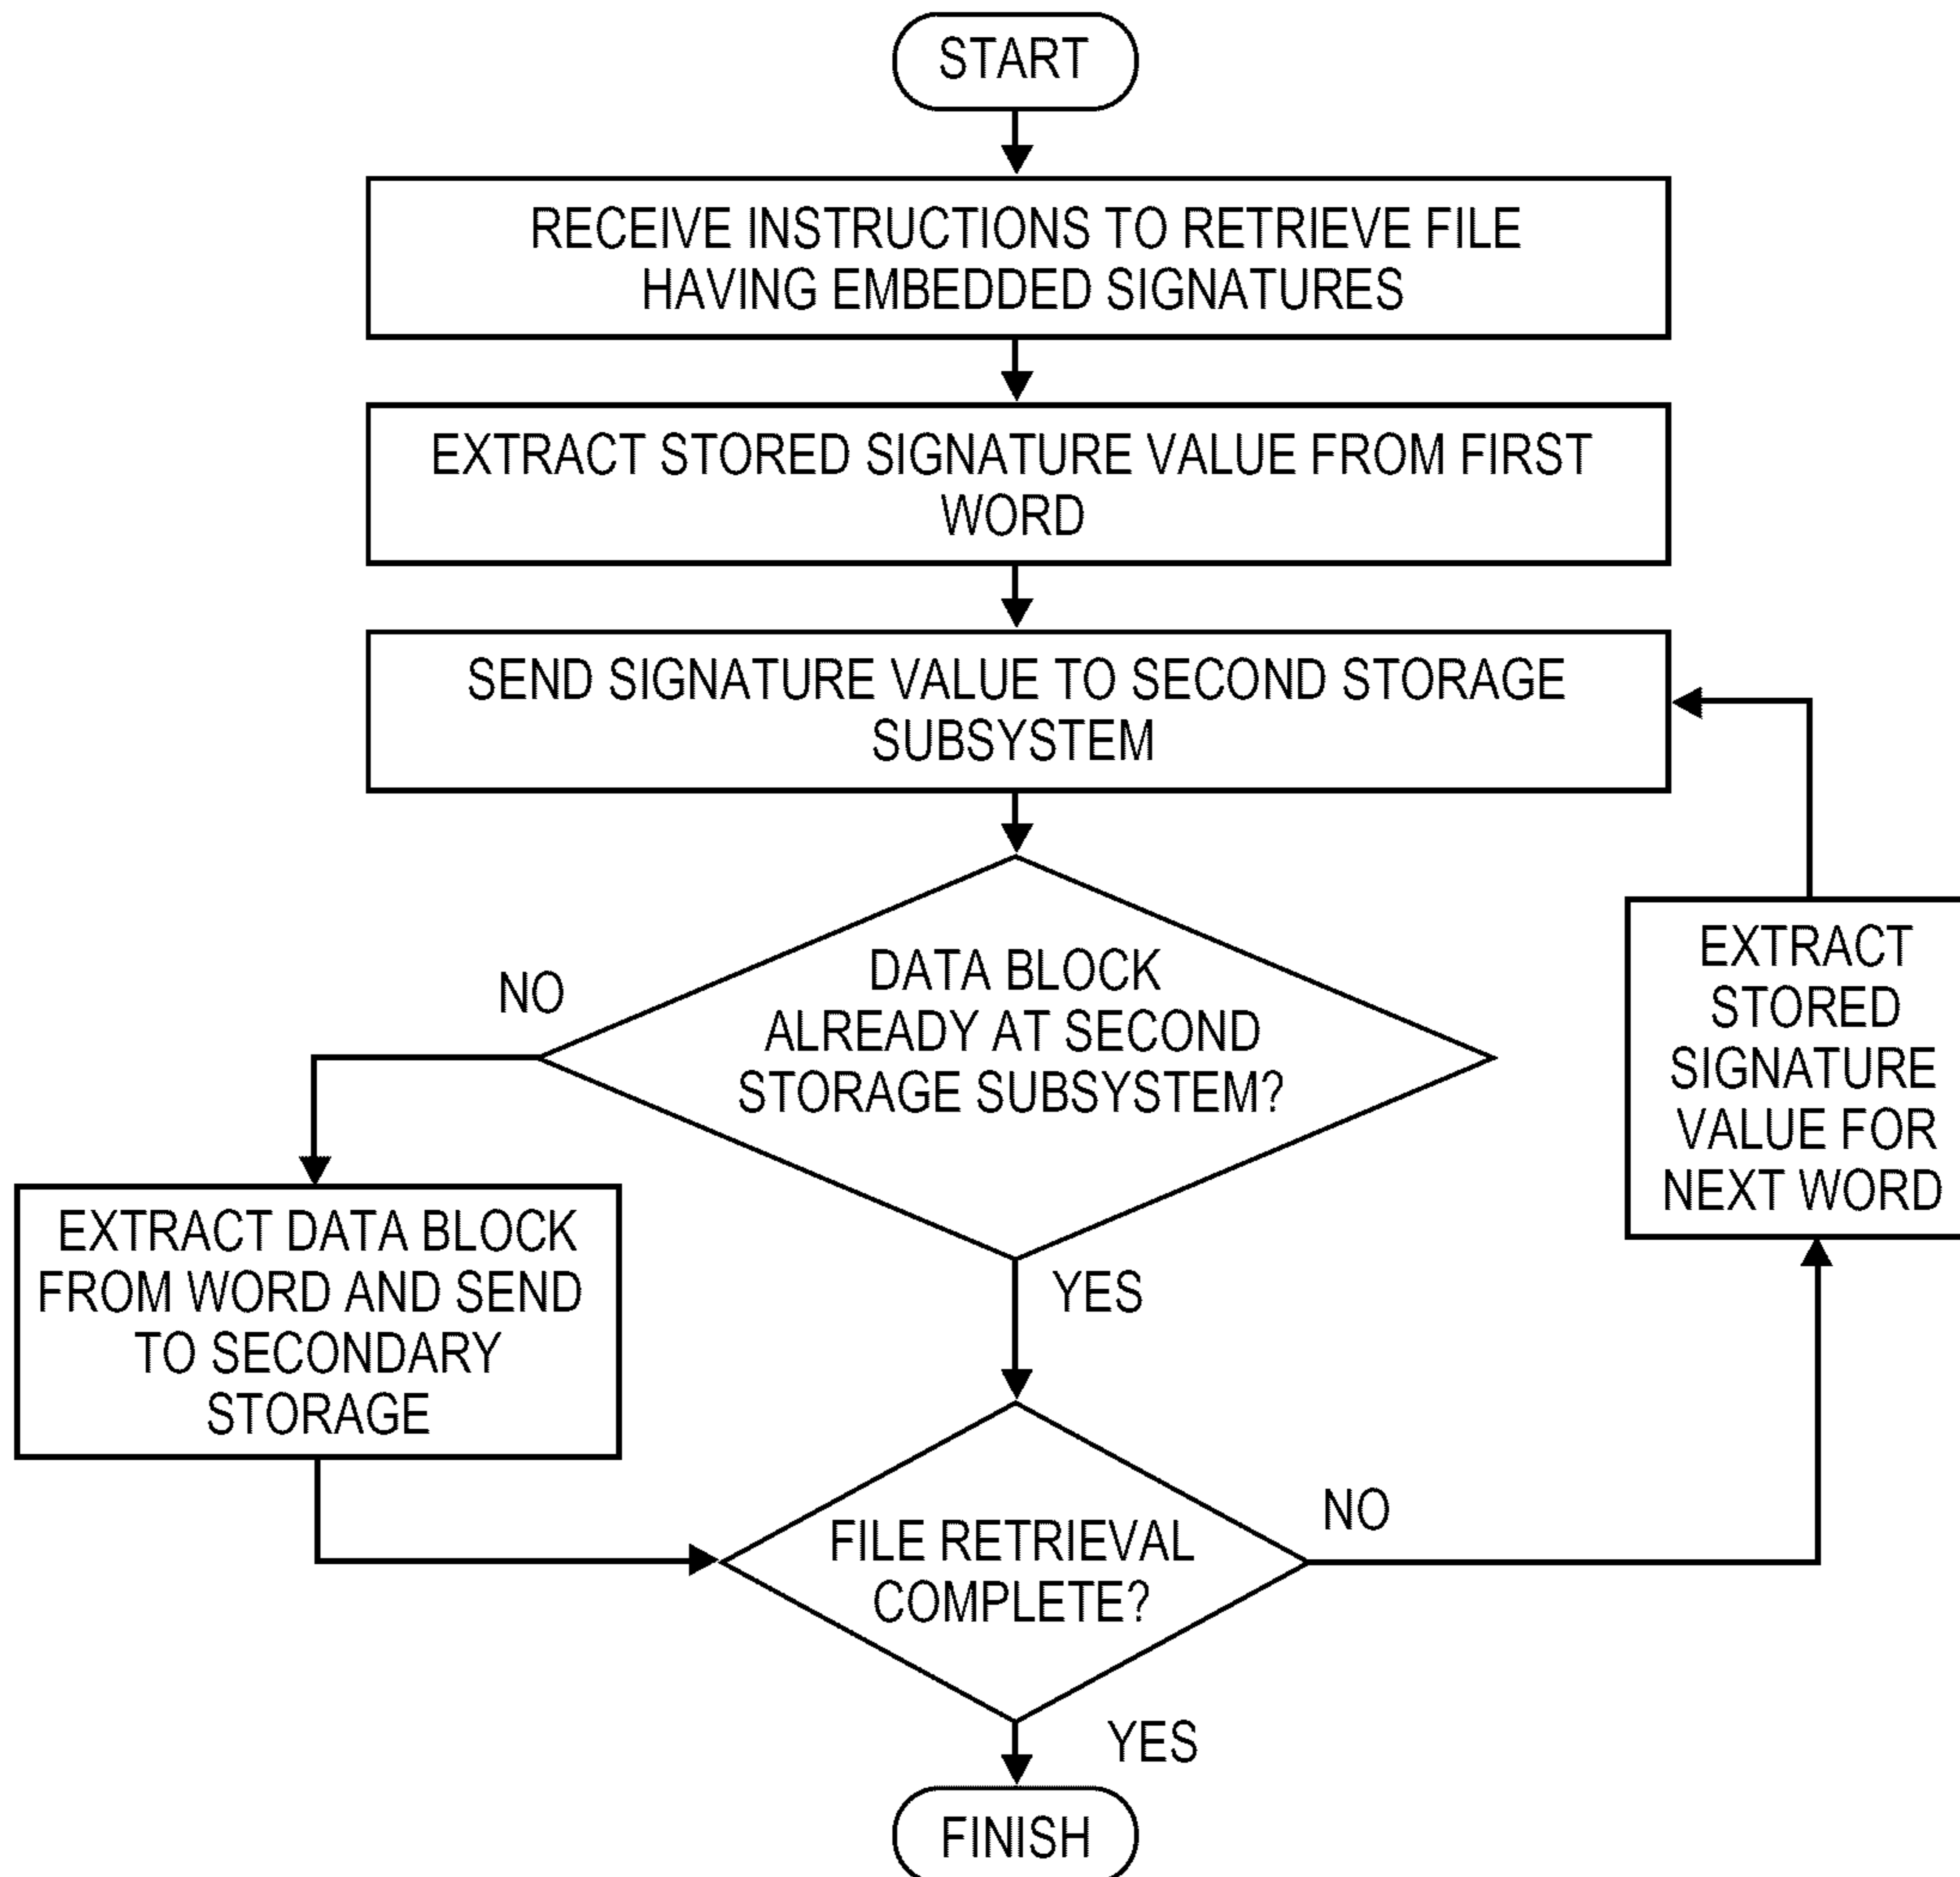 START
RECEIVE INSTRUCTIONS TO RETRIEVE FILE
HAVING EMBEDDED SIGNATURES
EXTRACT STORED SIGNATURE VALUE FROM FIRST
WORD
SEND SIGNATURE VALUE TO SECOND STORAGE
SUBSYSTEM
DATA BLOCK
ALREADY AT SECOND
STORAGE SUBSYSTEM?
NO
YES
EXTRACT DATA BLOCK
FROM WORD AND SEND
TO SECONDARY
STORAGE
FILE RETRIEVAL
COMPLETE?
NO
EXTRACT
STORED
SIGNATURE
VALUE FOR
NEXT WORD
YES
FINISH